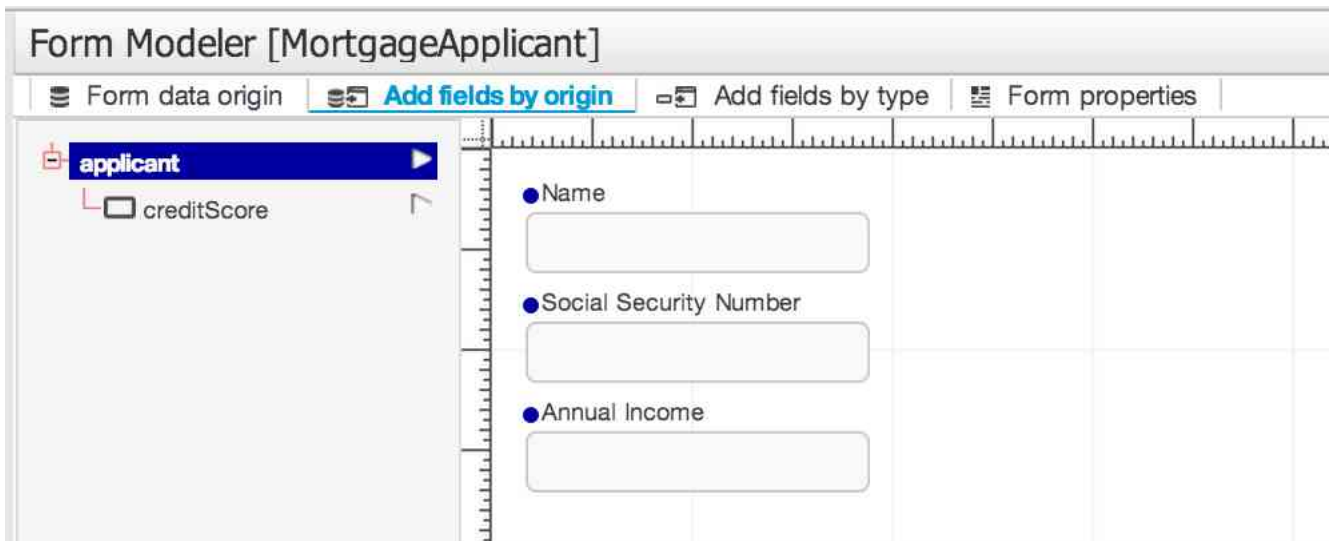 Form Modeler [MortgageApplicant]
Form data origin Add fields by origin Add fields by type Form properties
applicant
creditScore
Name
Social Security Number
Annual Income